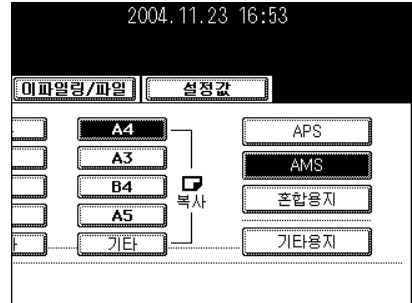 2004.11.23 16:53
이파일링/파일 설정값
A4 APS
A3 AMS
B4 복사 혼합용지
A5
기타 기타용지